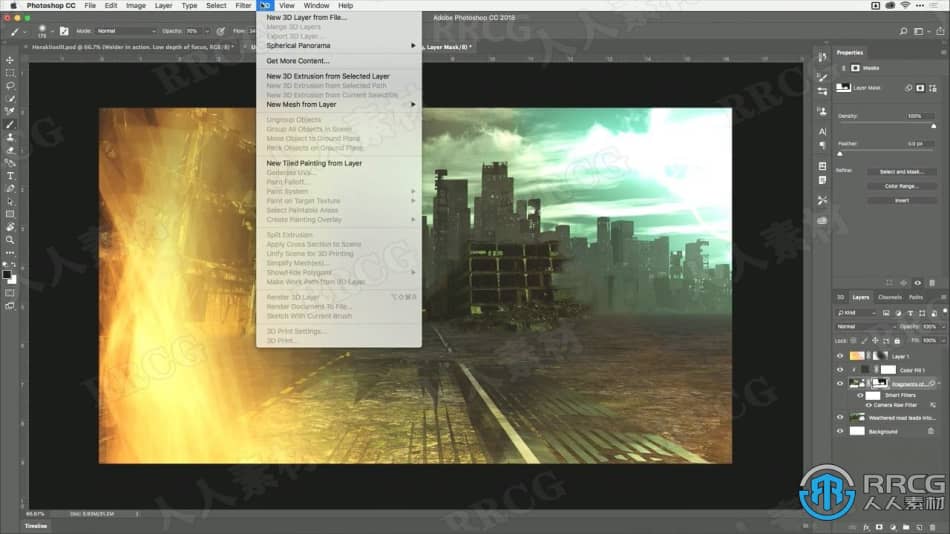 Photoshop CC File Edit Image Layer Type Select Filter 3D View Window Help
Adobe Photoshop CC 2018
Mode: Normal Opacity: 70%
Heraklion11.psd @ 66.7% (Welder in action. Low depth of focus, RGB/8) *
, Layer Mask/8) *
New 3D Layer from File...
Merge 3D Layers
Export 3D Layer...
Spherical Panorama
Get More Content...
New 3D Extrusion from Selected Layer
New 3D Extrusion from Selected Path
New 3D Extrusion from Current Selection
New Mesh from Layer
Ungroup Objects
Group All Objects in Scene
Move Object to Ground Plane
Pack Objects on Ground Plane
New Tiled Painting from Layer
Generate UVs...
Paint Falloff...
Paint System
Paint on Target Texture
Select Paintable Areas
Create Painting Overlay
Split Extrusion
Apply Cross Section to Scene
Unify Scene for 3D Printing
Simplify Mesh(es)...
Show/Hide Polygons
Make Work Path from 3D Layer
Render 3D Layer ⌥⇧⌘R
Render Document To File...
Sketch With Current Brush
3D Print Settings...
3D Print...
Properties
Masks
Layer Mask
Density: 100%
Feather: 0.0 px
Refine: Select and Mask...
Color Range...
Invert
3D Layers Channels Paths
Kind
Normal Opacity: 100%
Lock: Fill: 100%
Layer 1
Color Fill 1
Fragments of...
Smart Filters
Camera Raw Filter
Weathered road leads into...
Background
66.67%
Timeline
RRCG
人人素材